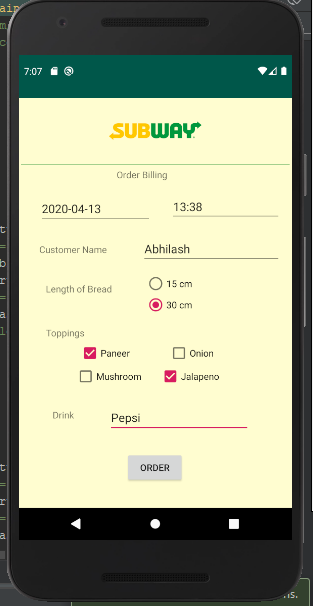 7:07
SUBWAY
Order Billing
2020-04-13 13:38
Customer Name Abhilash
Length of Bread 15 cm
30 cm
Toppings
Paneer Onion
Mushroom Jalapeno
Drink Pepsi
ORDER